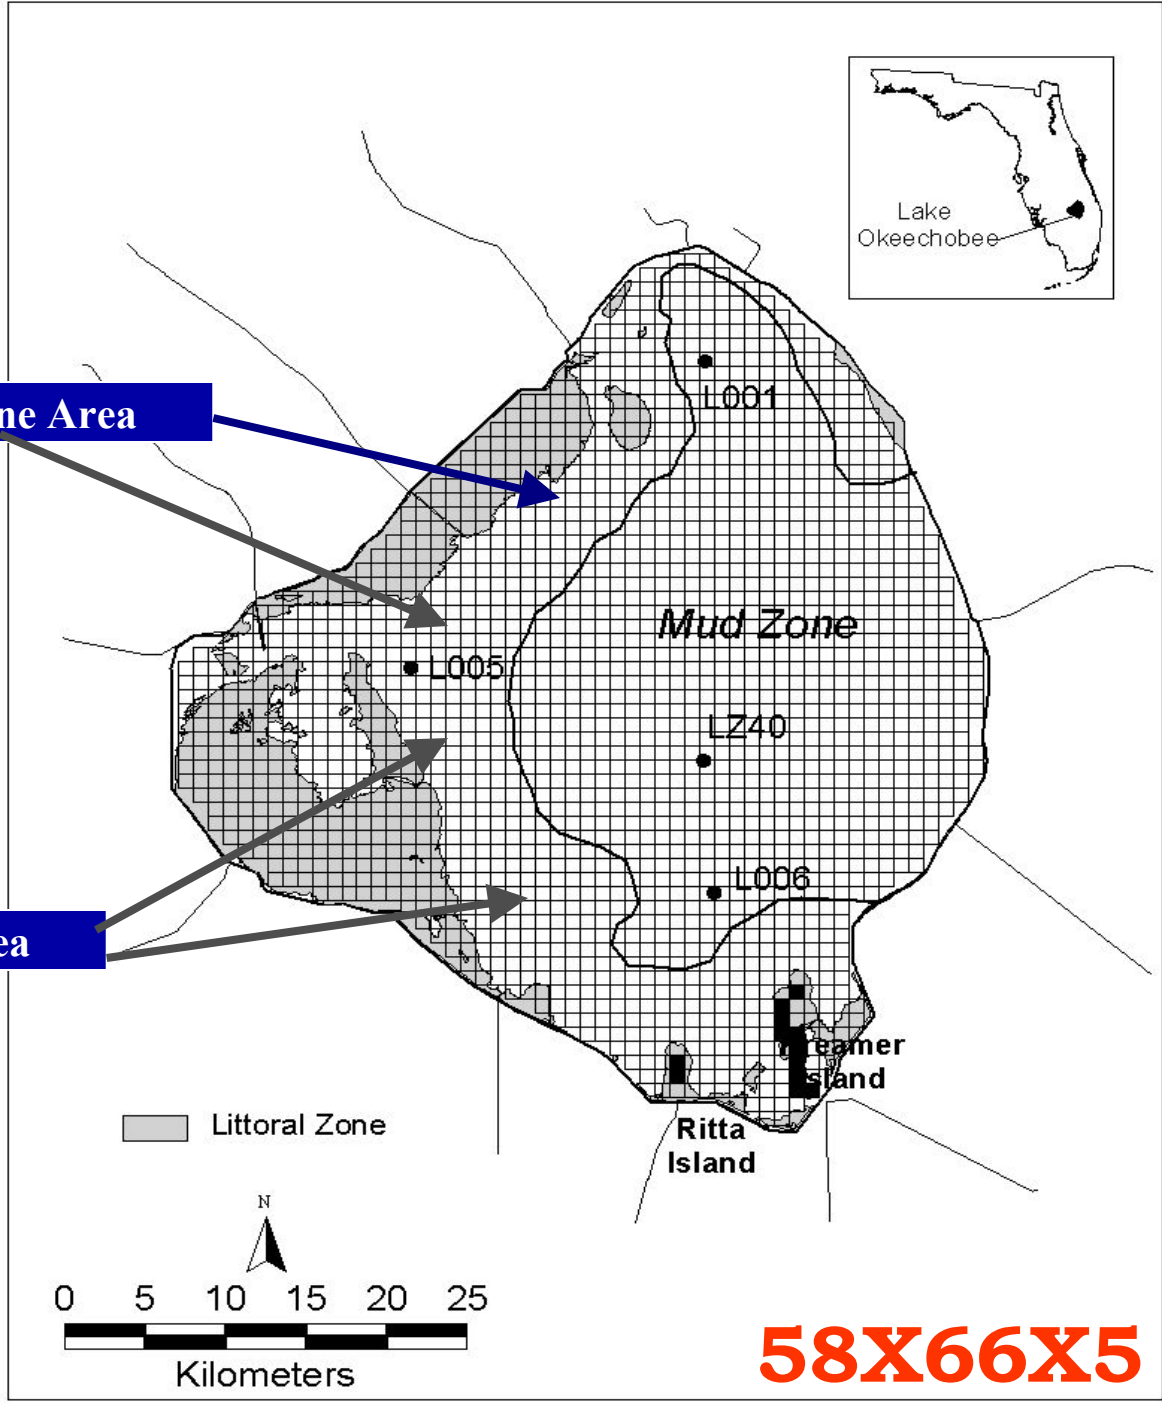 Lake
Okeechobee
L001
ne Area
Mud Zone
L005
LZ40
L006
ea
Island
Littoral Zone
Ritta
Island
N
0 5 10 15 20 25
Kilometers
58X66X5